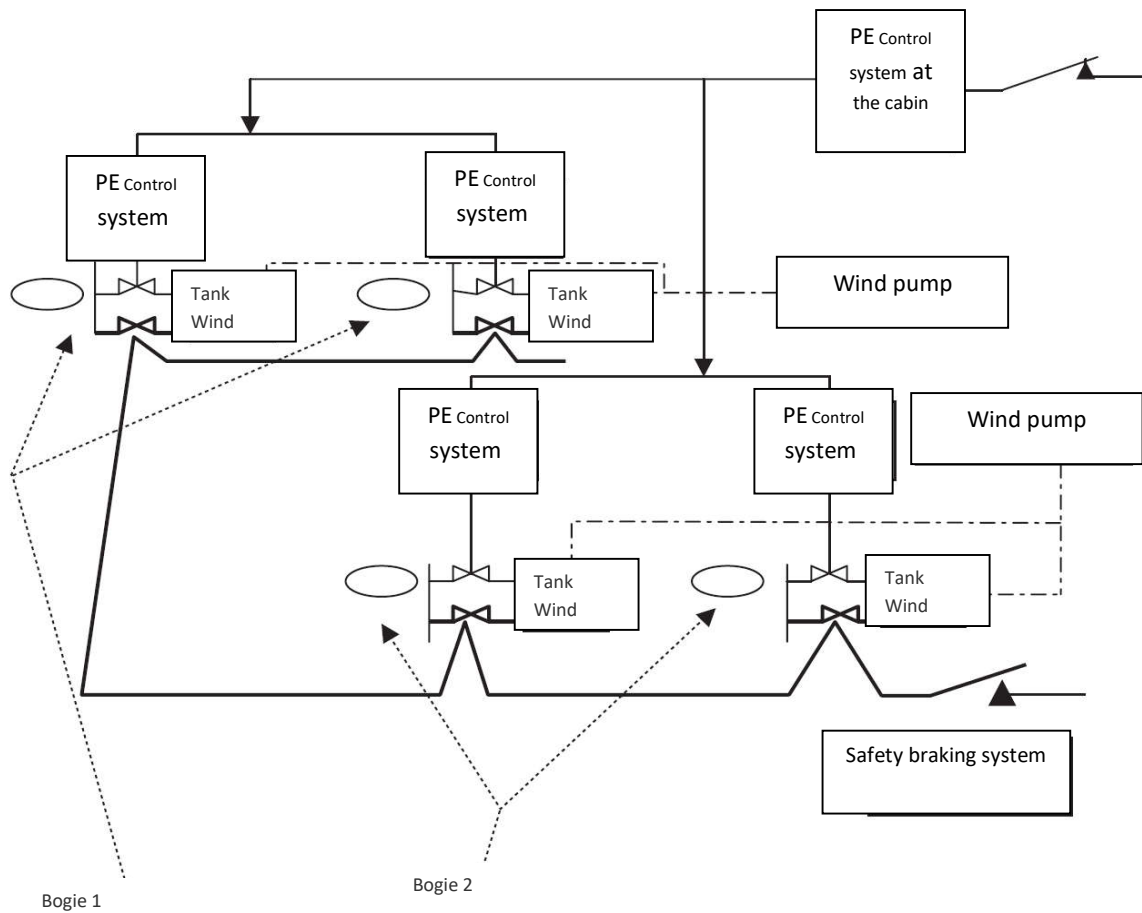 PE Control
system at
the cabin
PE Control
system
PE Control
system
Tank
Wind
Tank
Wind
Wind pump
PE Control
system
PE Control
system
Wind pump
Tank
Wind
Tank
Wind
Safety braking system
Bogie 1
Bogie 2